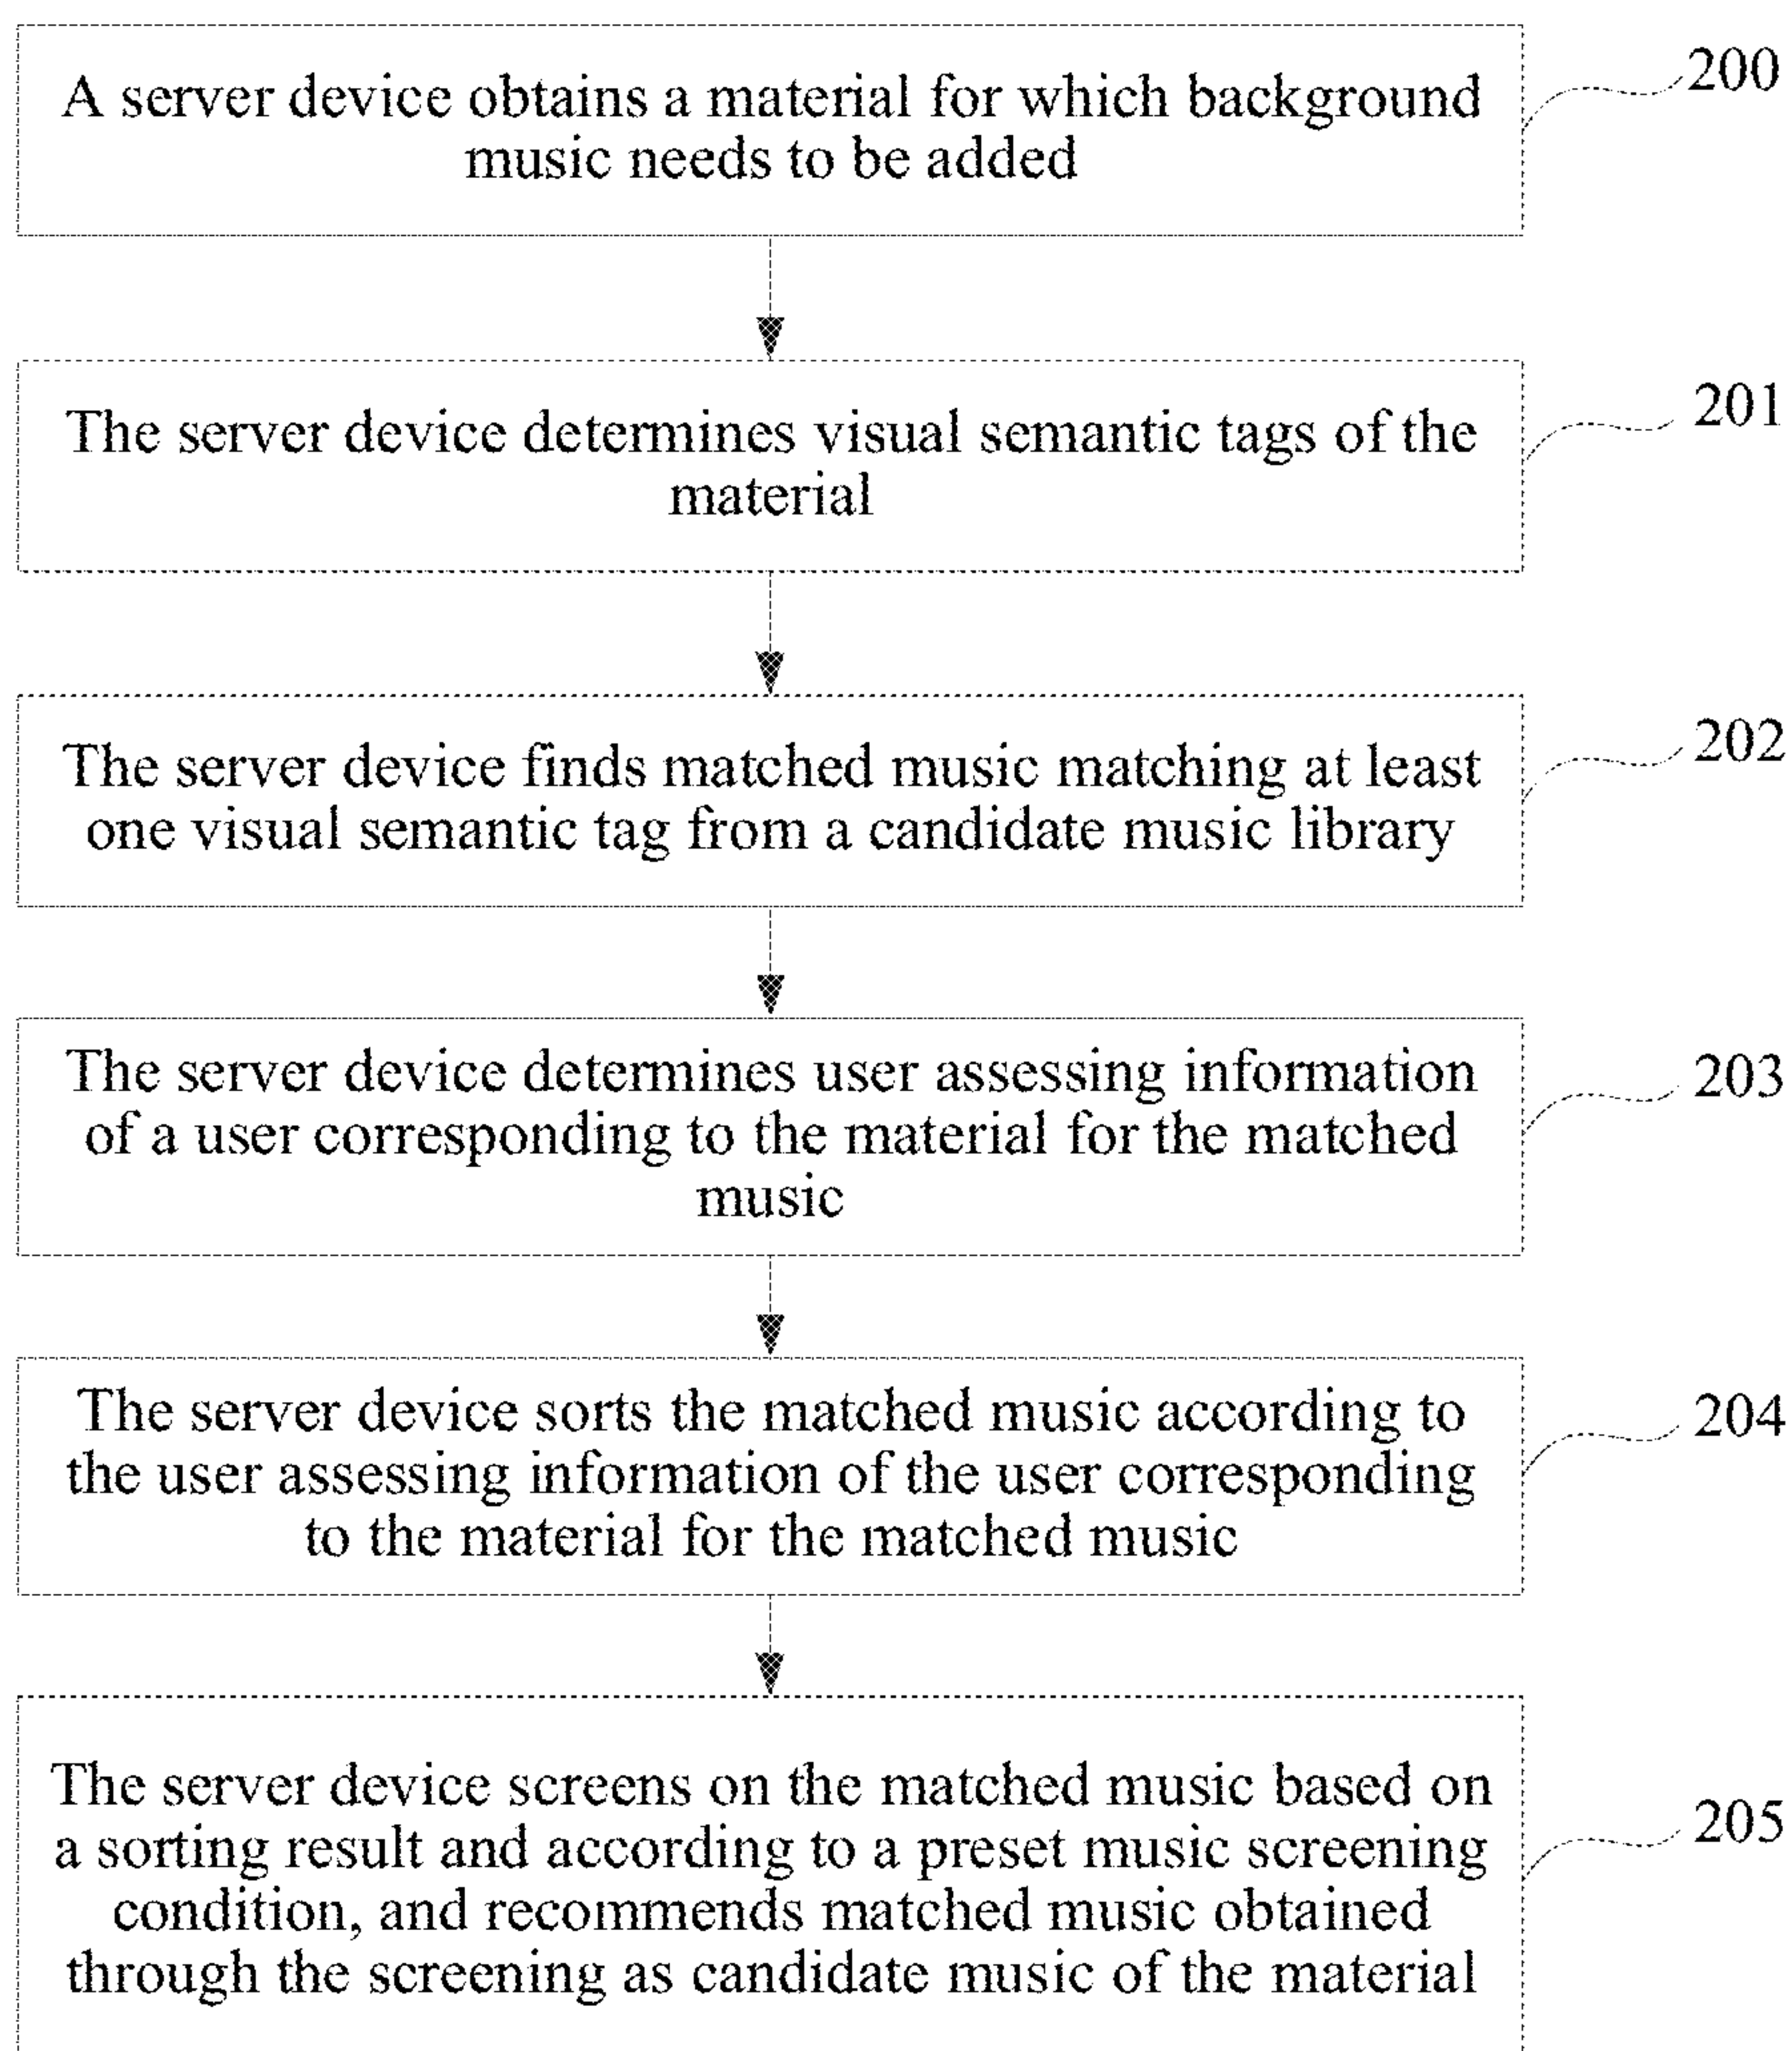 A server device obtains a material for which background
music needs to be added
200
The server device determines visual semantic tags of the
material
201
The server device finds matched music matching at least
one visual semantic tag from a candidate music library
202
The server device determines user assessing information
of a user corresponding to the material for the matched
music
203
The server device sorts the matched music according to
the user assessing information of the user corresponding
to the material for the matched music
204
The server device screens on the matched music based on
a sorting result and according to a preset music screening
condition, and recommends matched music obtained
through the screening as candidate music of the material
205